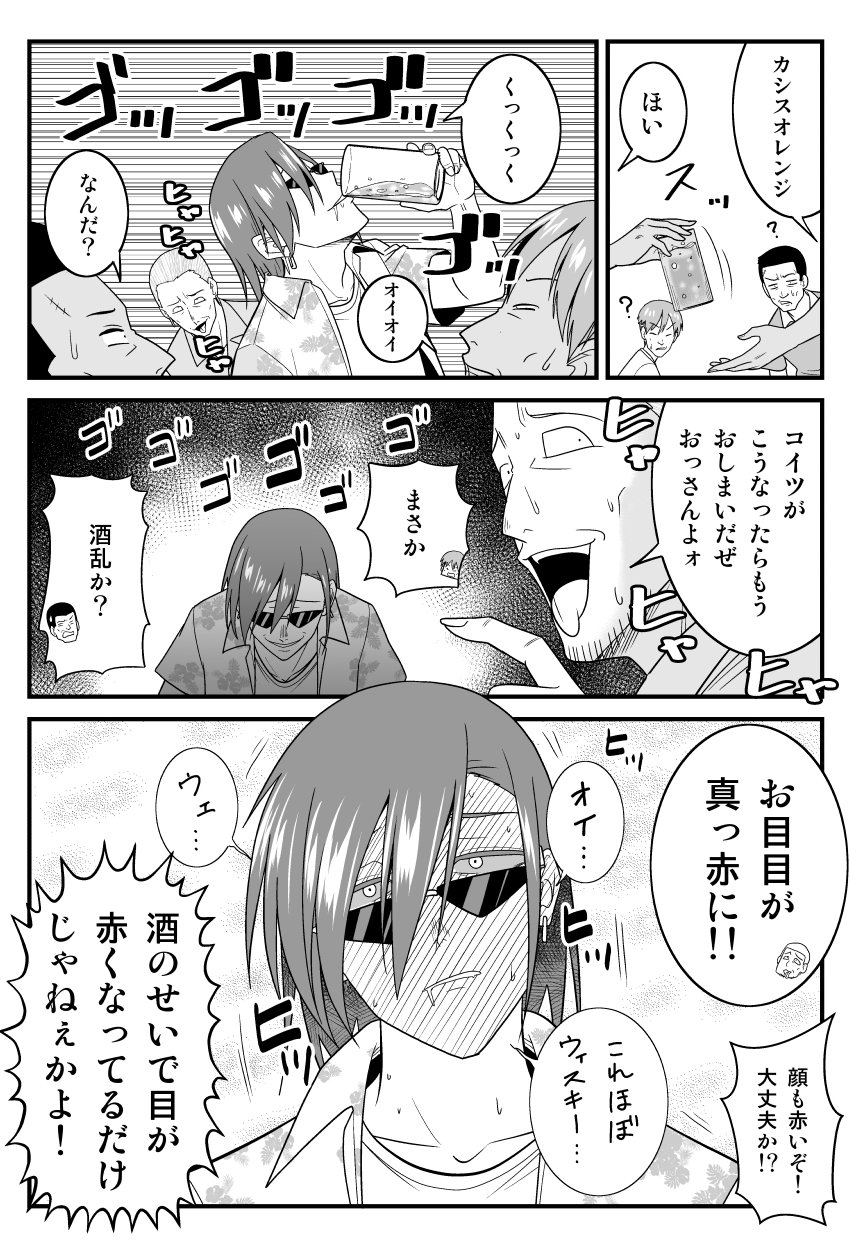 カシスオレンジ
ほい
スッ
？
？
くっくっく
ゴッ
ゴッ
ゴッ
ゴッ
オイオイ
ヒャ
ヒャ
ヒャ
なんだ？
コイツが
こうなったらもう
おしまいだぜ
おっさんよォ
ヒャ
ヒャ
ヒャ
まさか
ゴゴゴゴゴゴ
酒乱か？
お目目が
真っ赤に!!
ヒッ
オイ…
ウェ…
ヒッ
顔も赤いぞ！
大丈夫か!?
これほぼ
ウィスキー…
ヒッ
酒のせいで目が
赤くなってるだけ
じゃねぇかよ！